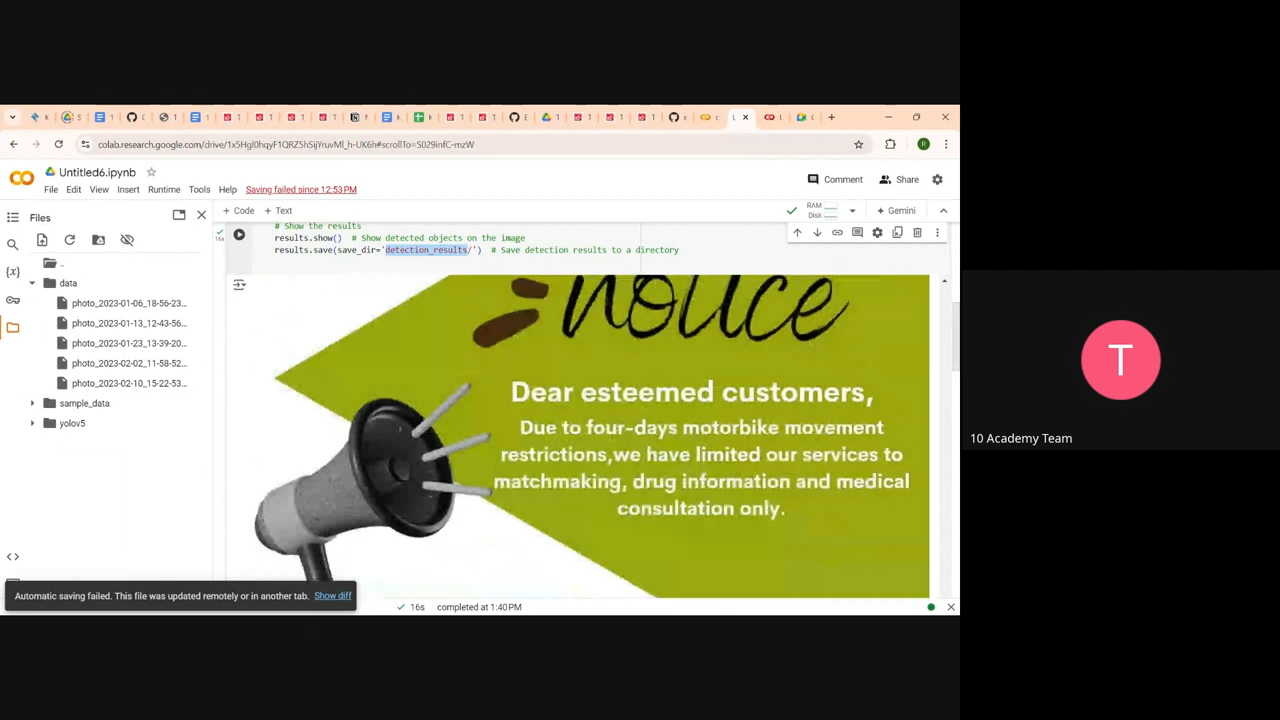 colab.research.google.com/drive/1x5Hgl0hqyF1QRZ5hSijYruvMl_h-UK6h#scrollTo=S029infC-mzW
R
Untitled6.ipynb
Comment
Share
File Edit View Insert Runtime Tools Help Saving failed since 12:53PM
Files
+ Code + Text
RAM
Disk
Gemini
..
data
photo_2023-01-06_18-56-23...
photo_2023-01-13_12-43-56...
photo_2023-01-23_13-39-20...
photo_2023-02-02_11-58-52...
photo_2023-02-10_15-22-53...
sample_data
yolov5
16s
# Show the results
results.show() # Show detected objects on the image
results.save(save_dir='detection_results/') # Save detection results to a directory
notice
Dear esteemed customers,
Due to four-days motorbike movement
restrictions,we have limited our services to
matchmaking, drug information and medical
consultation only.
Automatic saving failed. This file was updated remotely or in another tab. Show diff
16s completed at 1:40PM
T
10 Academy Team